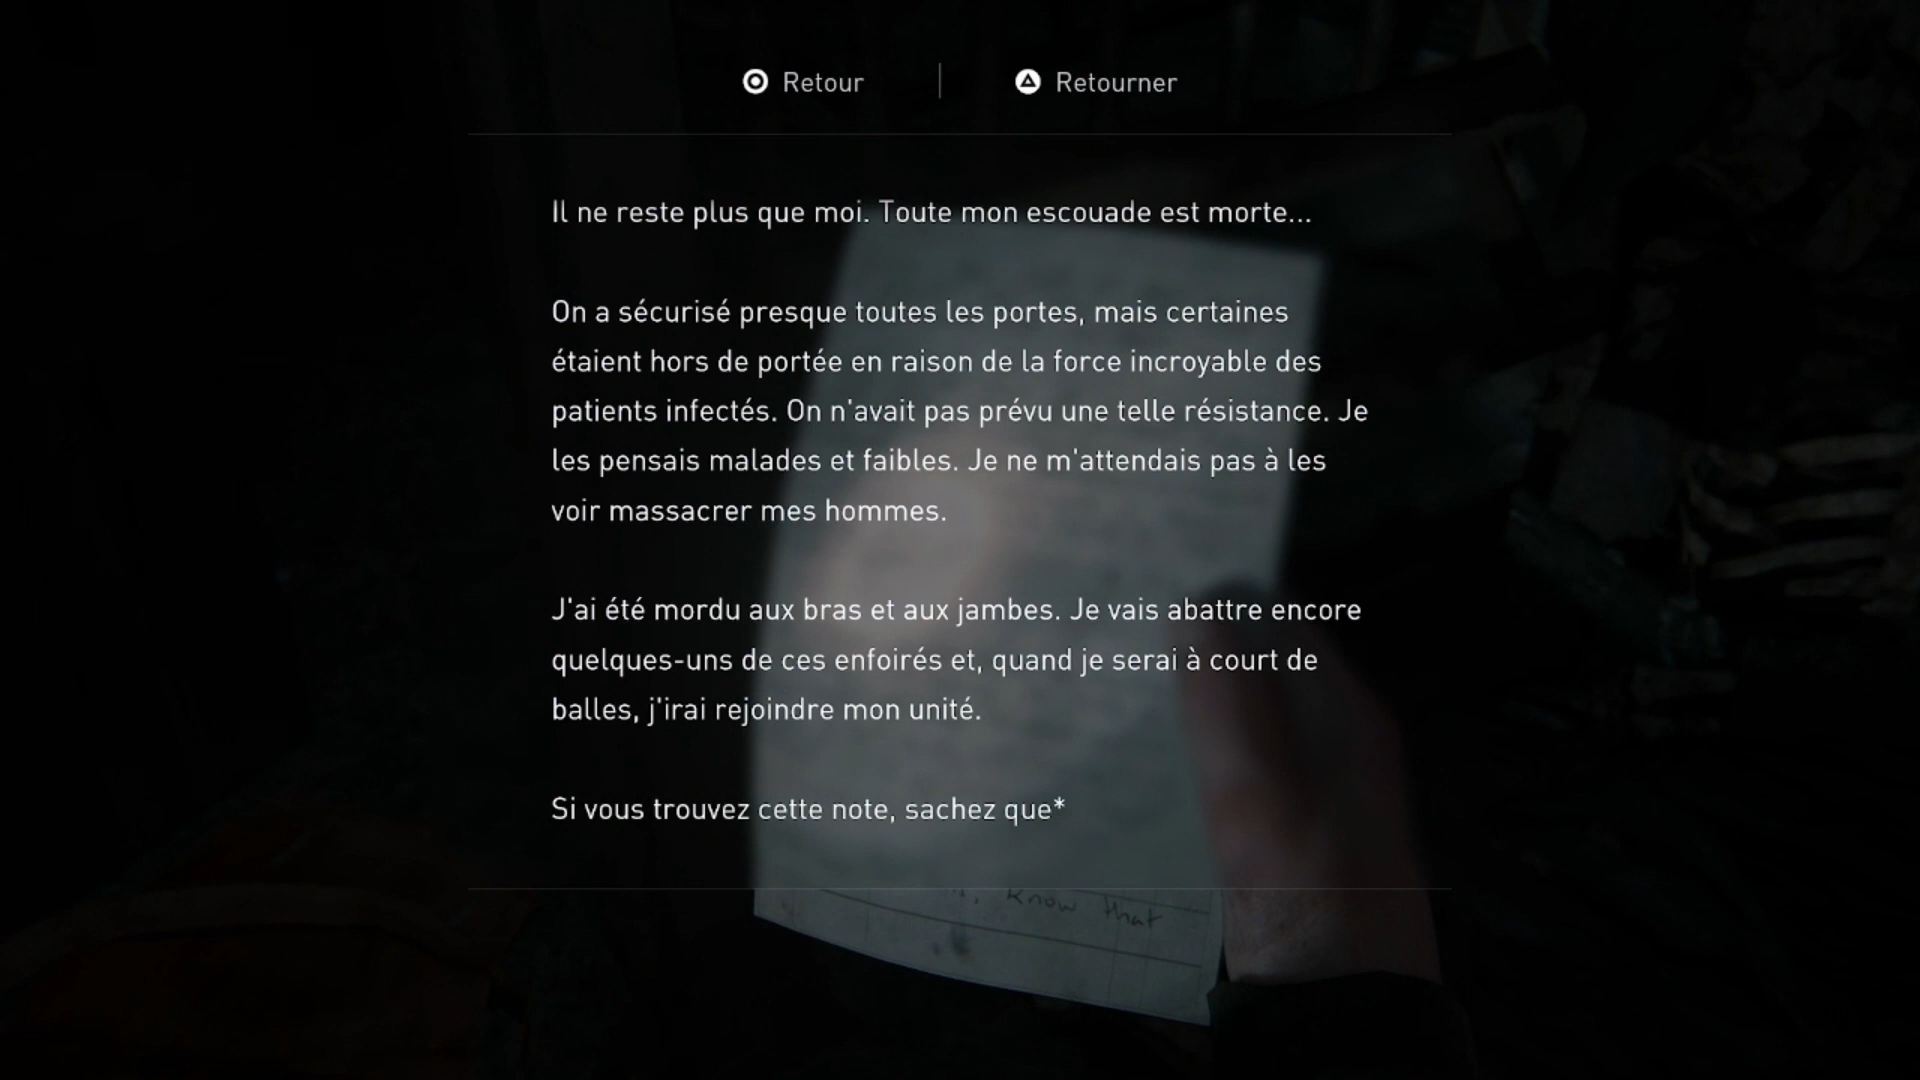 Retour | Retourner
Il ne reste plus que moi. Toute mon escouade est morte...
On a sécurisé presque toutes les portes, mais certaines
étaient hors de portée en raison de la force incroyable des
patients infectés. On n'avait pas prévu une telle résistance. Je
les pensais malades et faibles. Je ne m'attendais pas à les
voir massacrer mes hommes.
J'ai été mordu aux bras et aux jambes. Je vais abattre encore
quelques-uns de ces enfoirés et, quand je serai à court de
balles, j'irai rejoindre mon unité.
Si vous trouvez cette note, sachez que*
know that